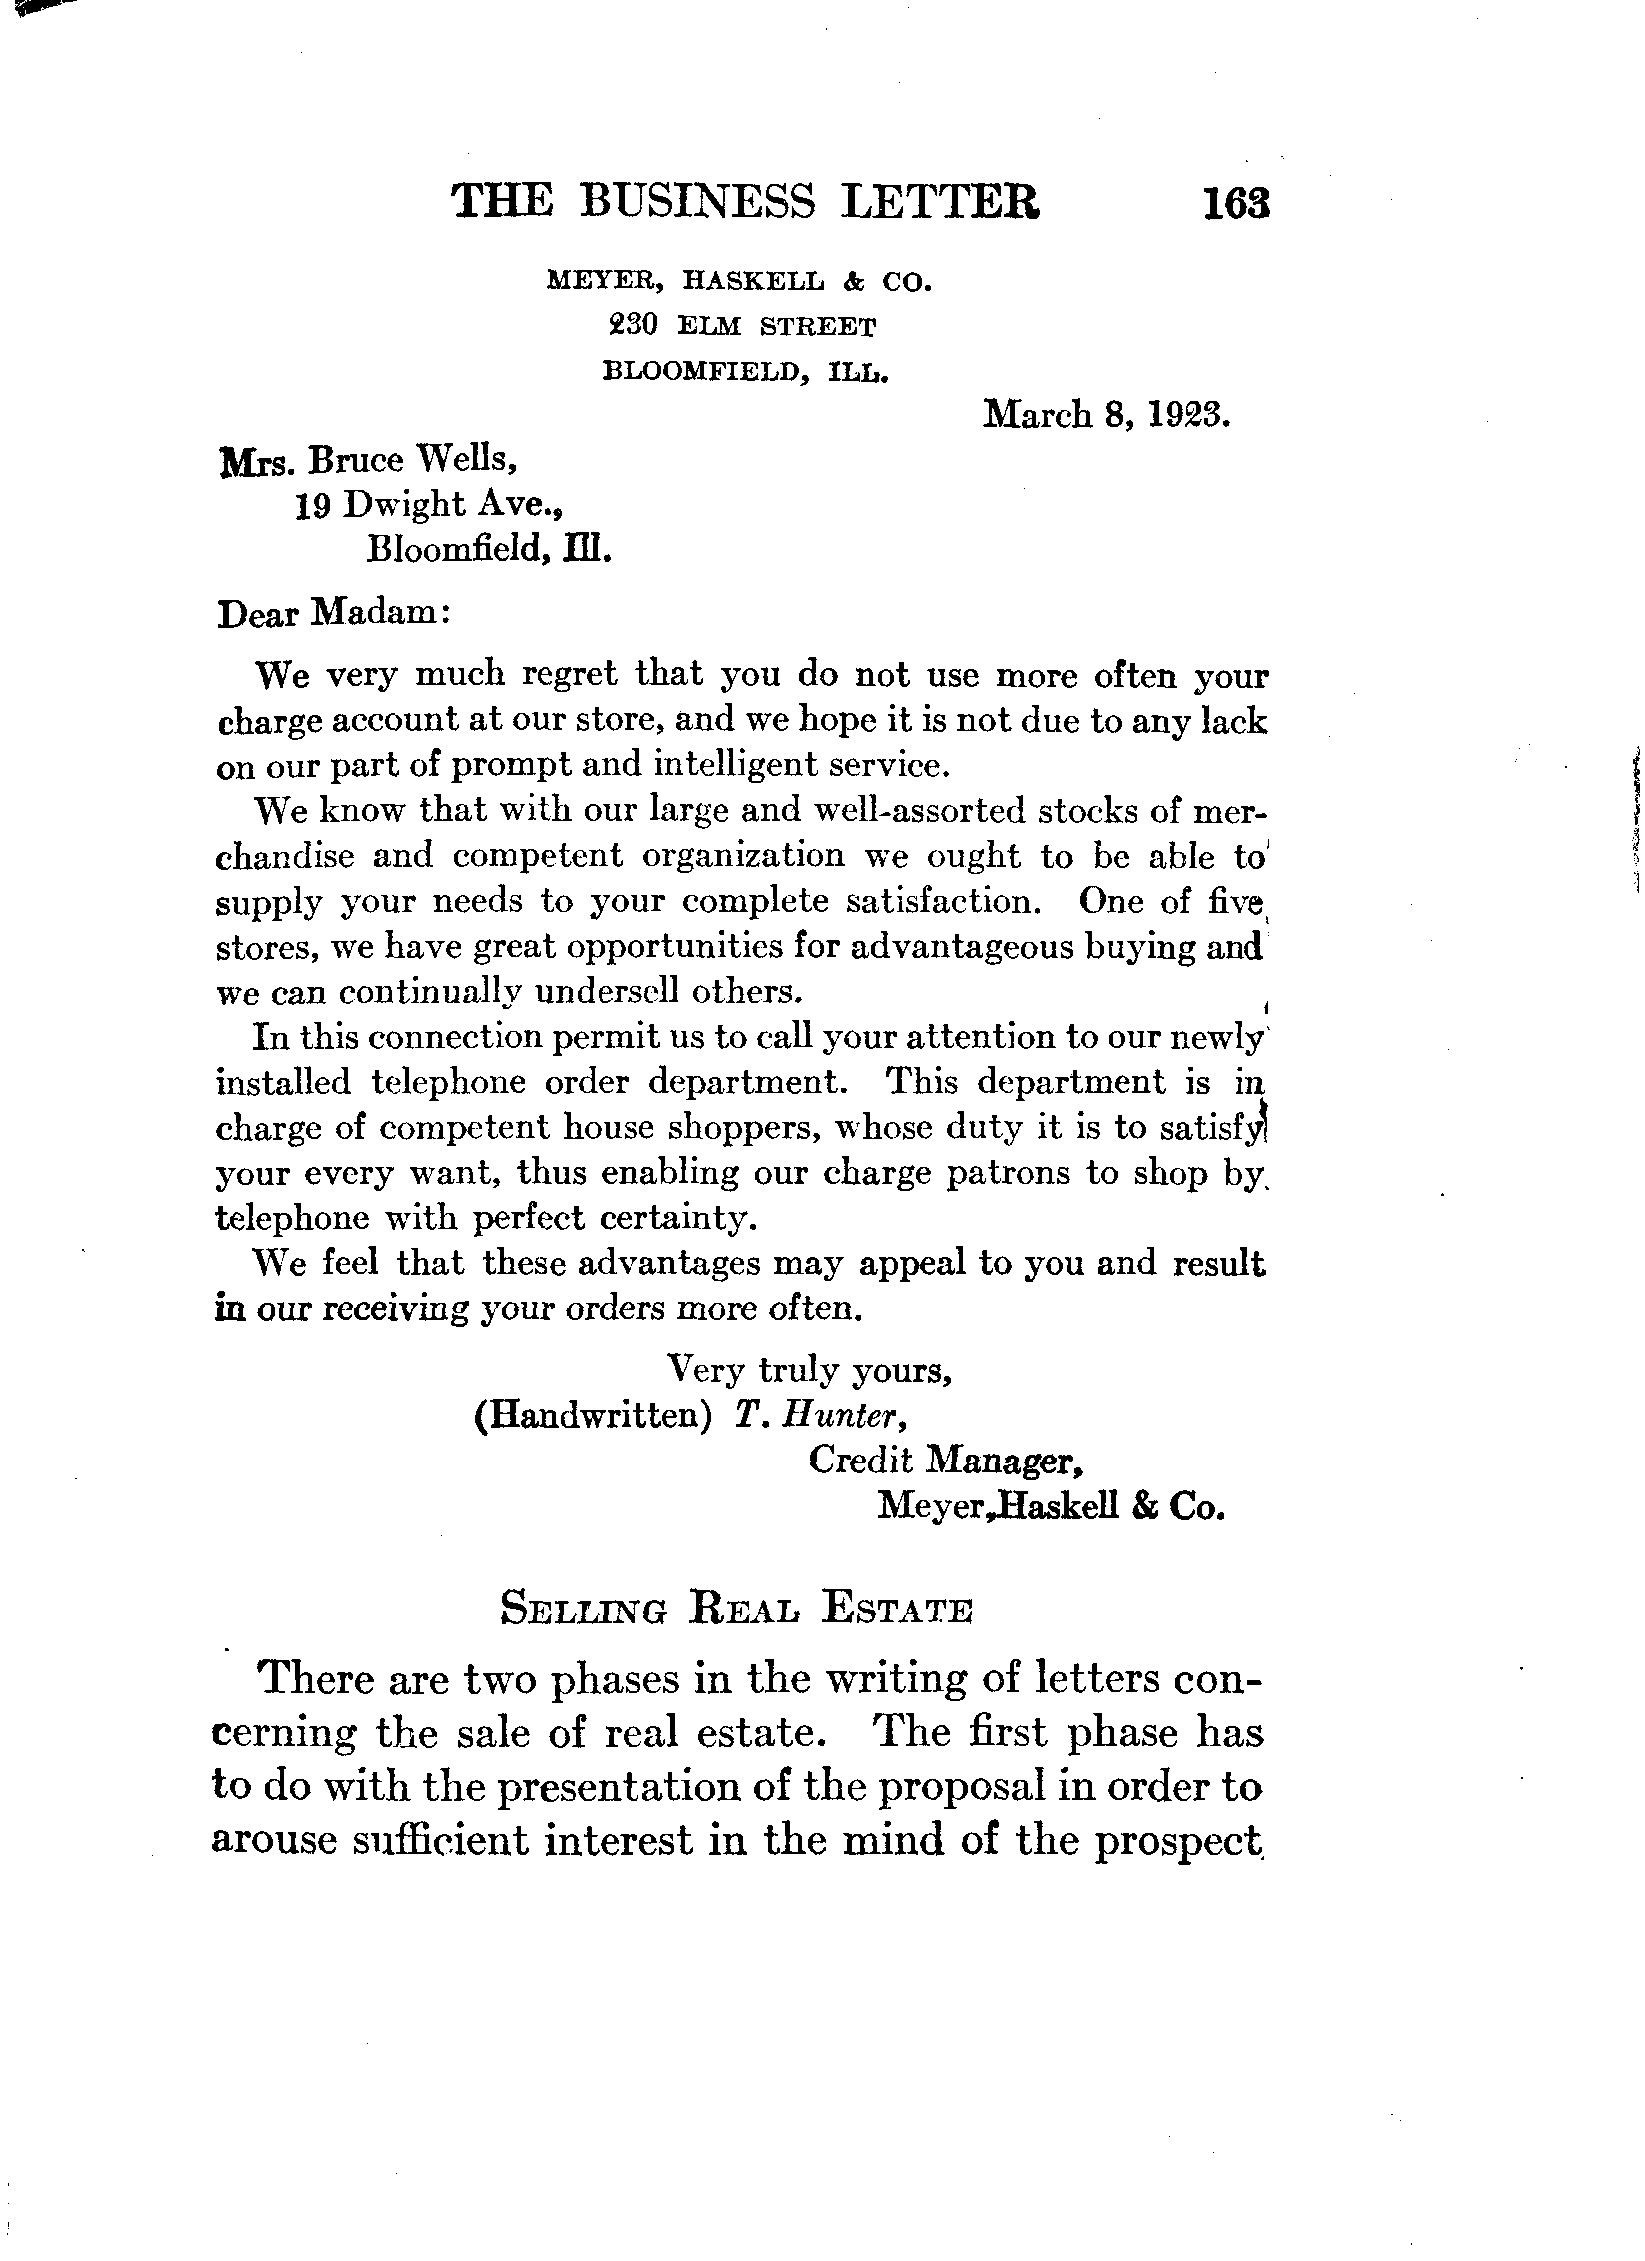 THE BUSINESS LETTER 163
MEYER, HASKELL & CO.
230 ELM STREET
BLOOMFIELD, ILL.
March 8, 1923.
Mrs. Bruce Wells,
19 Dwight Ave.,
Bloomfield, Ill.
Dear Madam:
We very much regret that you do not use more often your
charge account at our store, and we hope it is not due to any lack
on our part of prompt and intelligent service.
We know that with our large and well-assorted stocks of mer-
chandise and competent organization we ought to be able to
supply your needs to your complete satisfaction. One of five
stores, we have great opportunities for advantageous buying and
we can continually undersell others.
In this connection permit us to call your attention to our newly
installed telephone order department. This department is in
charge of competent house shoppers, whose duty it is to satisfy
your every want, thus enabling our charge patrons to shop by
telephone with perfect certainty.
We feel that these advantages may appeal to you and result
in our receiving your orders more often.
Very truly yours,
(Handwritten) T. Hunter,
Credit Manager,
Meyer, Haskell & Co.
SELLING REAL ESTATE
There are two phases in the writing of letters con-
cerning the sale of real estate. The first phase has
to do with the presentation of the proposal in order to
arouse sufficient interest in the mind of the prospect